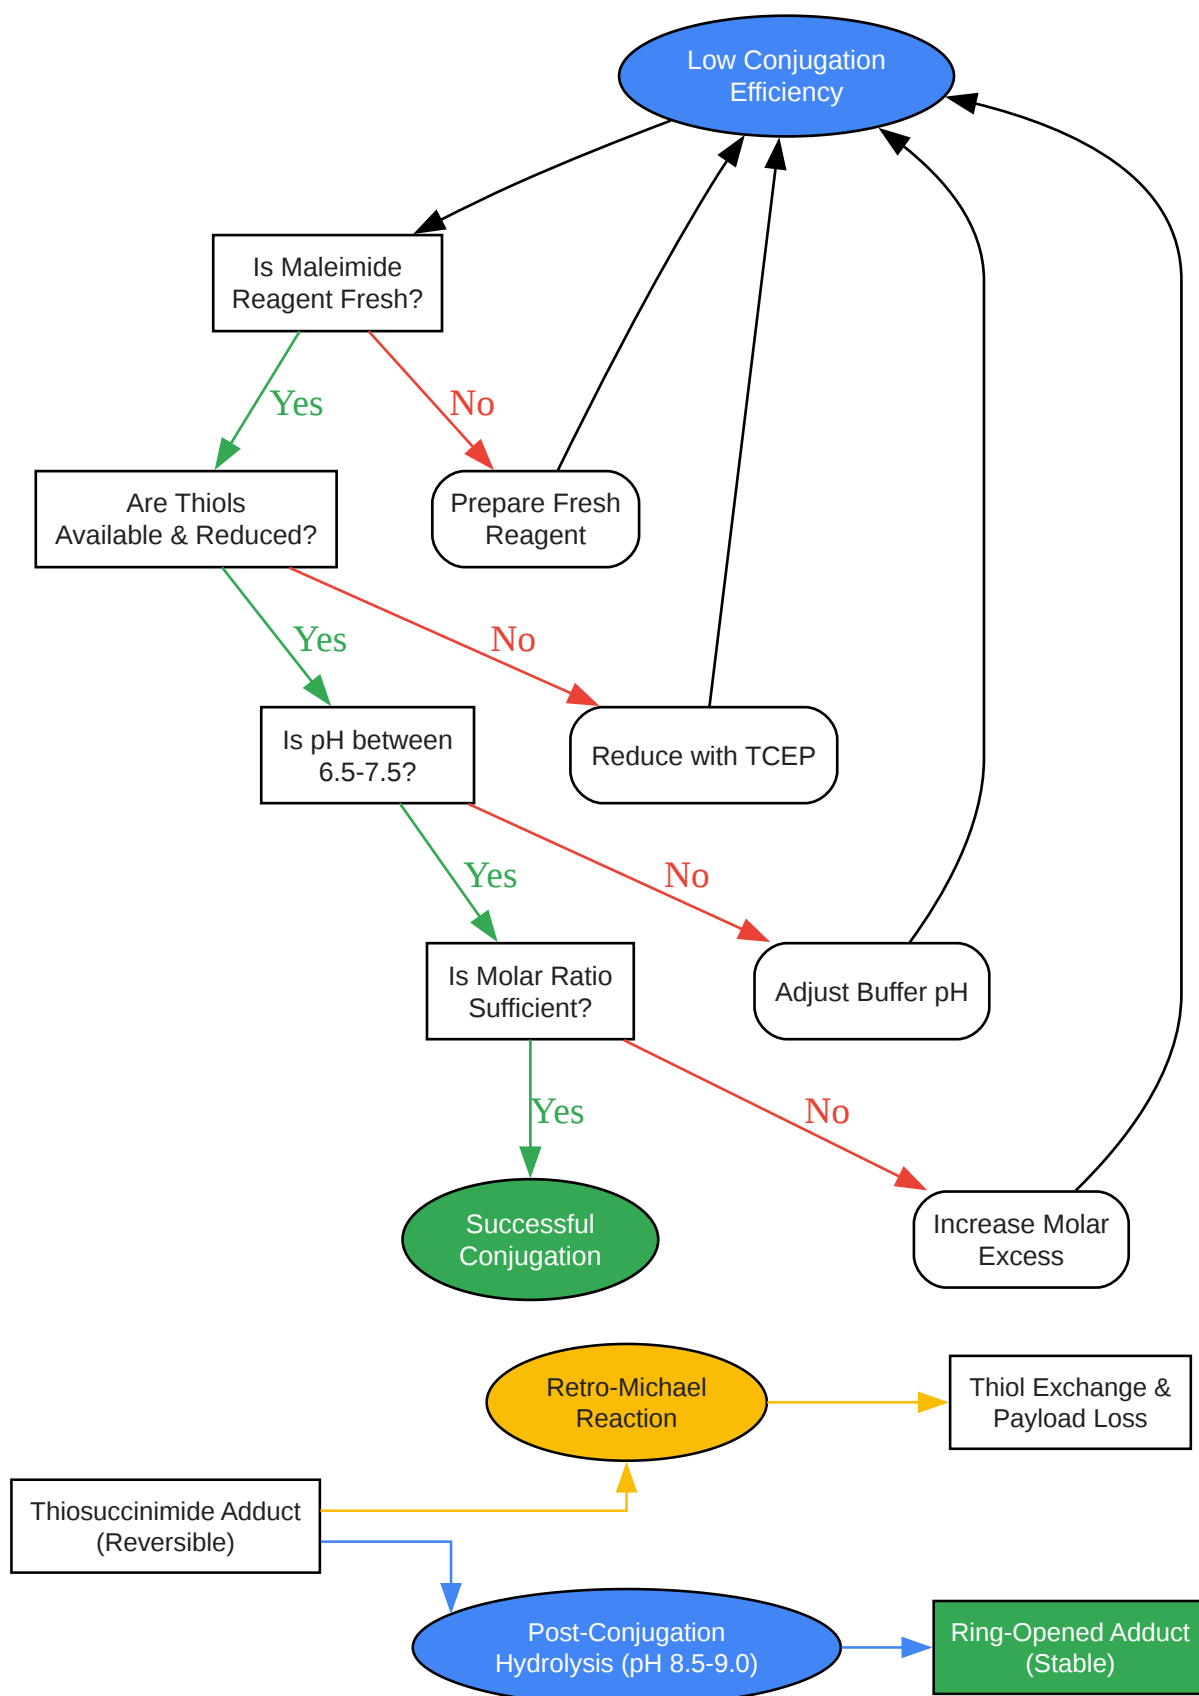 Low Conjugation
Efficiency
Is Maleimide
Reagent Fresh?
Yes
No
Are Thiols
Available & Reduced?
Prepare Fresh
Reagent
Yes
No
Is pH between
6.5-7.5?
Reduce with TCEP
Yes
No
Is Molar Ratio
Sufficient?
Adjust Buffer pH
Yes
No
Successful
Conjugation
Increase Molar
Excess
Retro-Michael
Reaction
Thiol Exchange &
Payload Loss
Thiosuccinimide Adduct
(Reversible)
Post-Conjugation
Hydrolysis (pH 8.5-9.0)
Ring-Opened Adduct
(Stable)